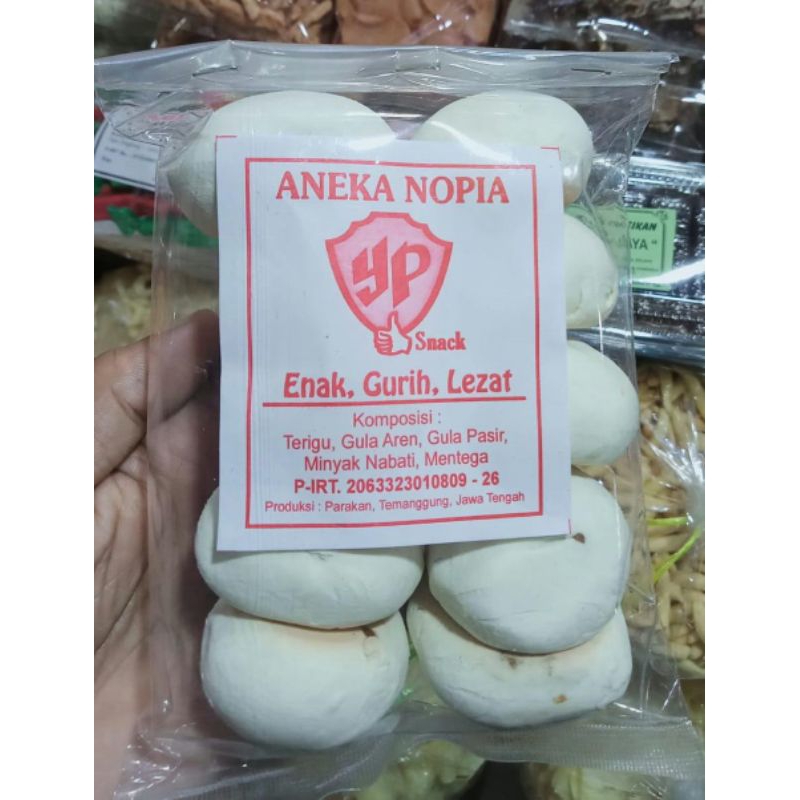 ANEKA NOPIA
YP
Snack
Enak, Gurih, Lezat
Komposisi :
Terigu, Gula Aren, Gula Pasir,
Minyak Nabati, Mentega
P-IRT. 2063323010809 - 26
Produksi : Parakan, Temanggung, Jawa Tengah